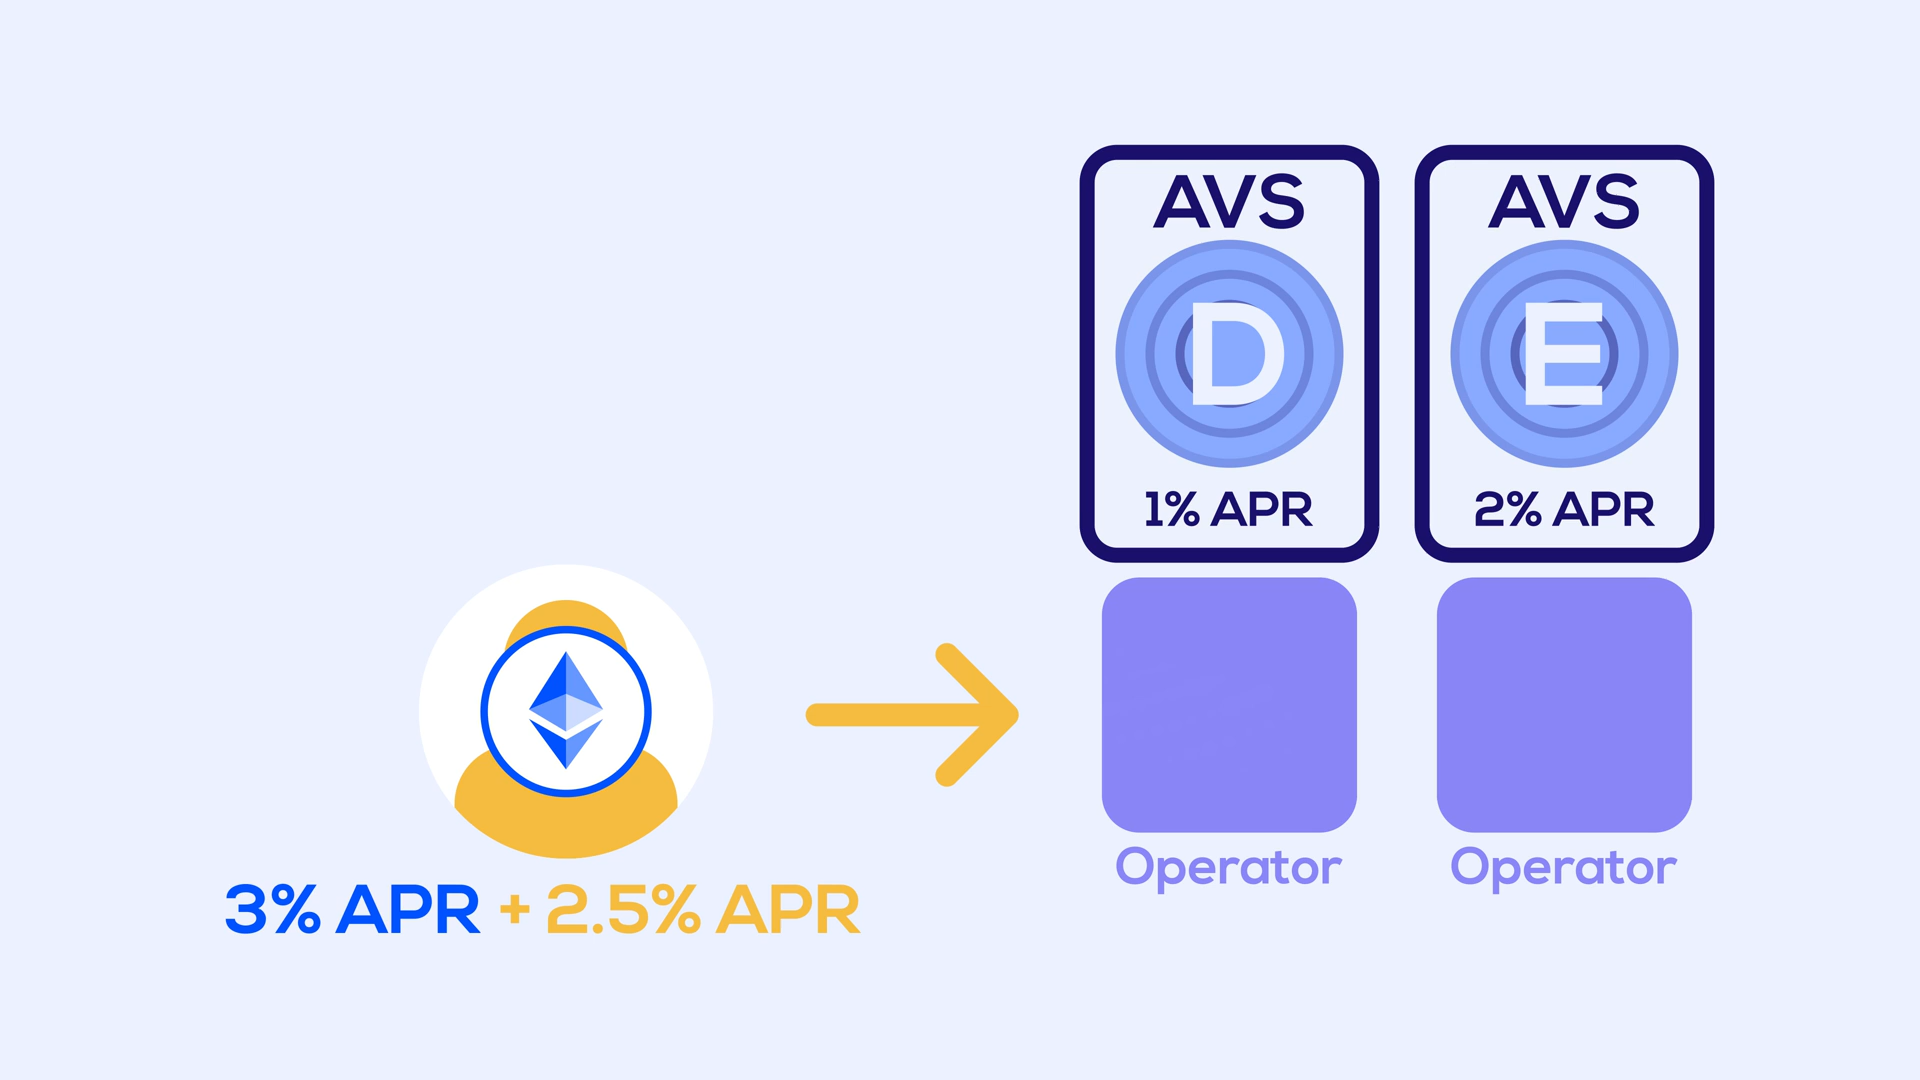 AVS AVS
D E
1% APR 2% APR
Operator Operator
3% APR + 2.5% APR